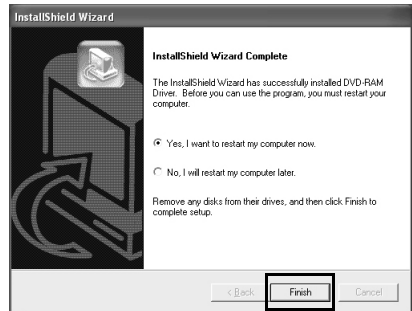 InstallShield Wizard
InstallShield Wizard Complete
The InstallShield Wizard has successfully installed DVD-RAM
Driver. Before you can use the program, you must restart your
computer.
Yes, I want to restart my computer now.
No, I will restart my computer later.
Remove any disks from their drives, and then click Finish to
complete setup.
< Back
Finish
Cancel